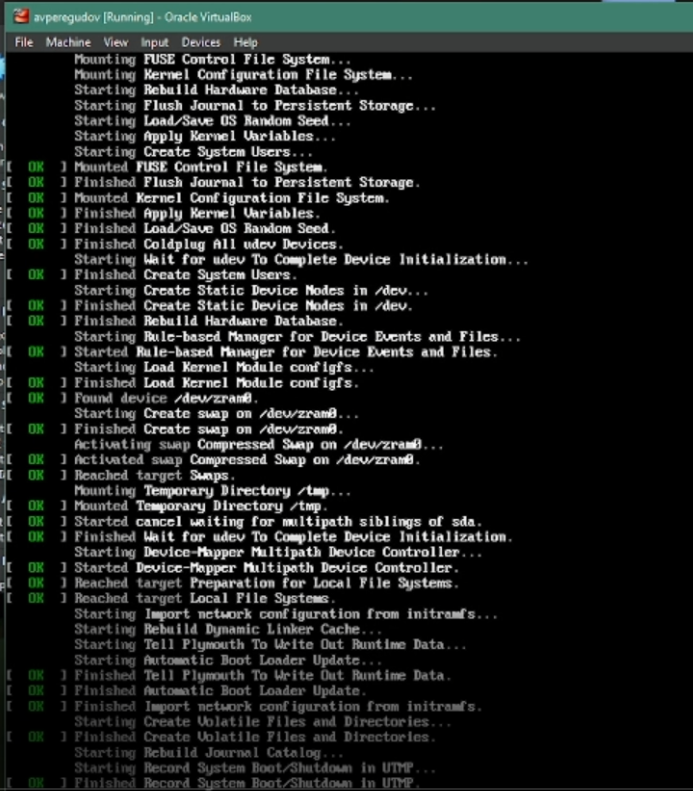 avperegudov [Running] - Oracle VirtualBox
File Machine View Input Devices Help
Mounting FUSE Control File System...
Mounting Kernel Configuration File System...
Starting Rebuild Hardware Database...
Starting Flush Journal to Persistent Storage...
Starting Load/Save OS Random Seed...
Starting Apply Kernel Variables...
Starting Create System Users...
[ OK ] Mounted FUSE Control File System.
[ OK ] Finished Flush Journal to Persistent Storage.
[ OK ] Mounted Kernel Configuration File System.
[ OK ] Finished Apply Kernel Variables.
[ OK ] Finished Load/Save OS Random Seed.
[ OK ] Finished Coldplug All udev Devices.
Starting Wait for udev To Complete Device Initialization...
[ OK ] Finished Create System Users.
Starting Create Static Device Nodes in /dev...
[ OK ] Finished Create Static Device Nodes in /dev.
[ OK ] Finished Rebuild Hardware Database.
Starting Rule-based Manager for Device Events and Files...
[ OK ] Started Rule-based Manager for Device Events and Files.
Starting Load Kernel Module configfs...
[ OK ] Finished Load Kernel Module configfs.
[ OK ] Found device /dev/zram0.
Starting Create swap on /dev/zram0...
[ OK ] Finished Create swap on /dev/zram0.
Activating swap Compressed Swap on /dev/zram0...
[ OK ] Activated swap Compressed Swap on /dev/zram0.
[ OK ] Reached target Swaps.
Mounting Temporary Directory /tmp...
[ OK ] Mounted Temporary Directory /tmp.
[ OK ] Started cancel waiting for multipath siblings of sda.
[ OK ] Finished Wait for udev To Complete Device Initialization.
Starting Device-Mapper Multipath Device Controller...
[ OK ] Started Device-Mapper Multipath Device Controller.
[ OK ] Reached target Preparation for Local File Systems.
[ OK ] Reached target Local File Systems.
Starting Import network configuration from initramfs...
Starting Rebuild Dynamic Linker Cache...
Starting Tell Plymouth To Write Out Runtime Data...
Starting Automatic Boot Loader Update...
[ OK ] Finished Tell Plymouth To Write Out Runtime Data.
[ OK ] Finished Automatic Boot Loader Update.
[ OK ] Finished Import network configuration from initramfs.
Starting Create Volatile Files and Directories...
[ OK ] Finished Create Volatile Files and Directories.
Starting Rebuild Journal Catalog...
Starting Record System Boot/Shutdown in UTMP...
[ OK ] Finished Record System Boot/Shutdown in UTMP.